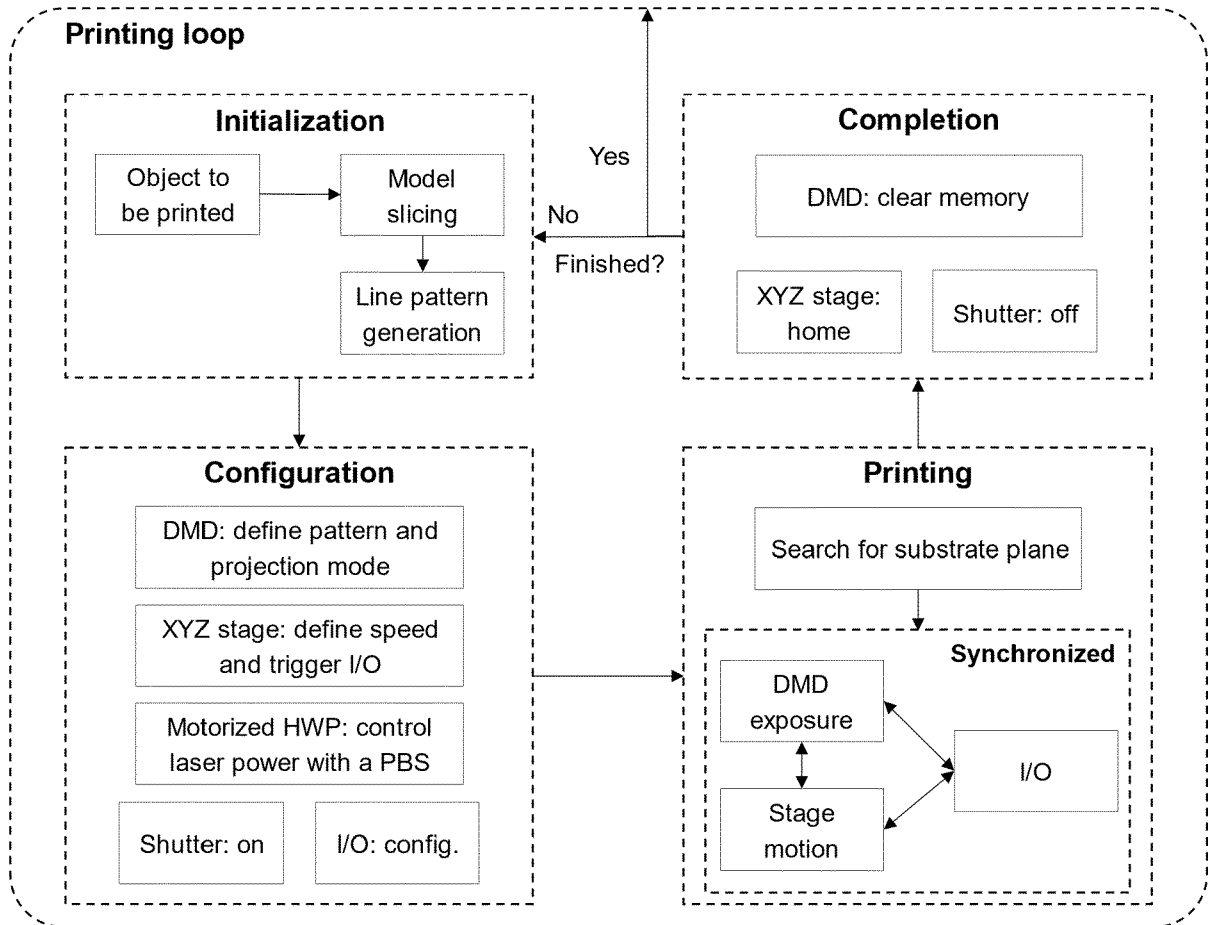 Printing loop
Initialization
Object to
be printed
Model
slicing
Line pattern
generation
Yes
No
Finished?
Completion
DMD: clear memory
XYZ stage:
home
Shutter: off
Configuration
DMD: define pattern and
projection mode
XYZ stage: define speed
and trigger I/O
Motorized HWP: control
laser power with a PBS
Shutter: on
I/O: config.
Printing
Search for substrate plane
Synchronized
DMD
exposure
I/O
Stage
motion